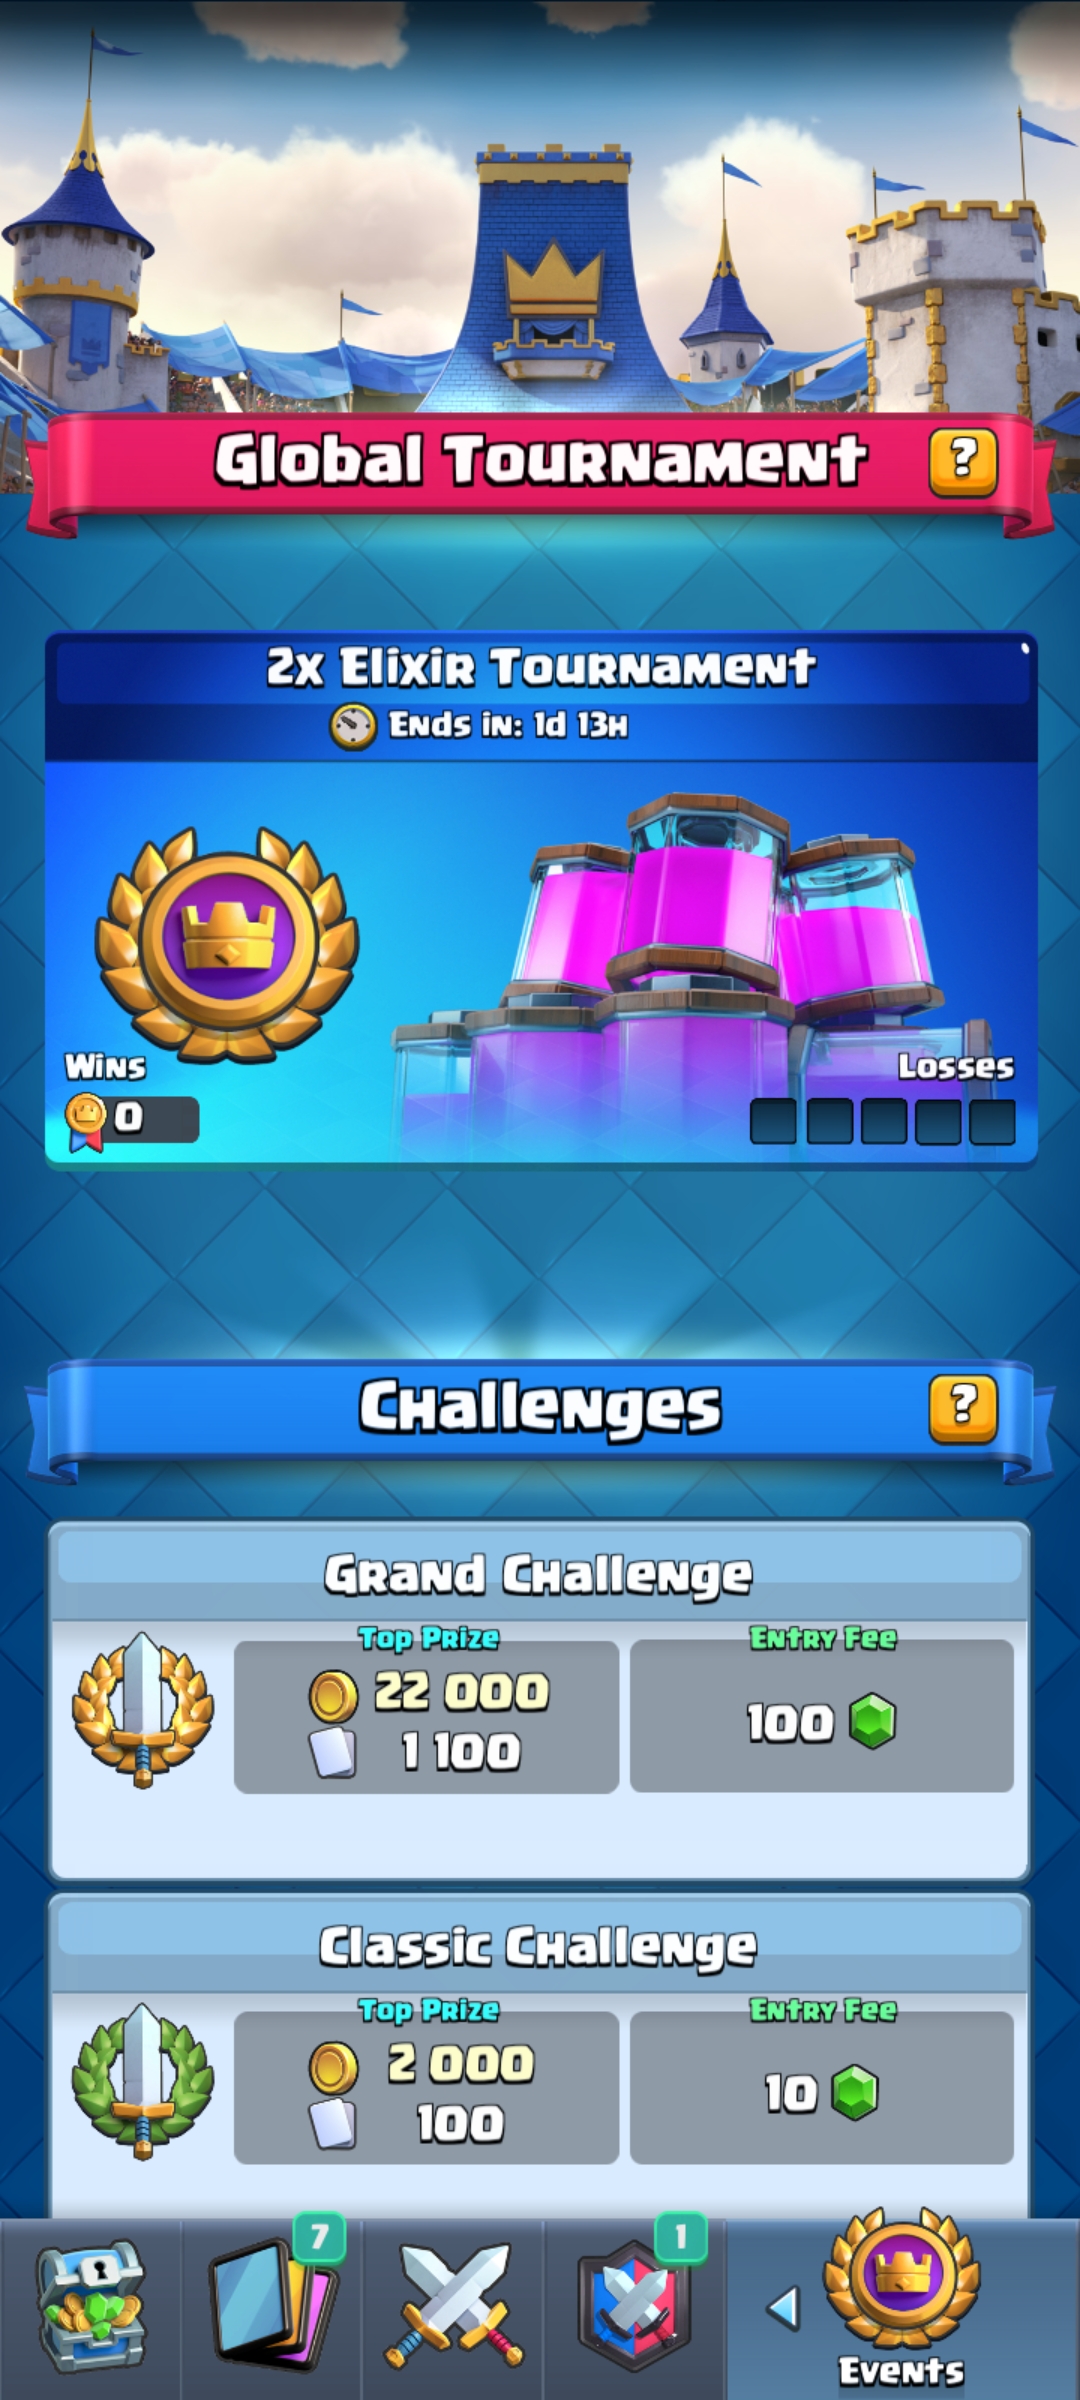 Global Tournament
?
2x Elixir Tournament
Ends in: 1d 13h
Wins
Losses
0
Challenges
?
Grand Challenge
Top Prize
Entry Fee
22 000
100
1 100
Classic Challenge
Top Prize
Entry Fee
2 000
10
100
7
1
Events